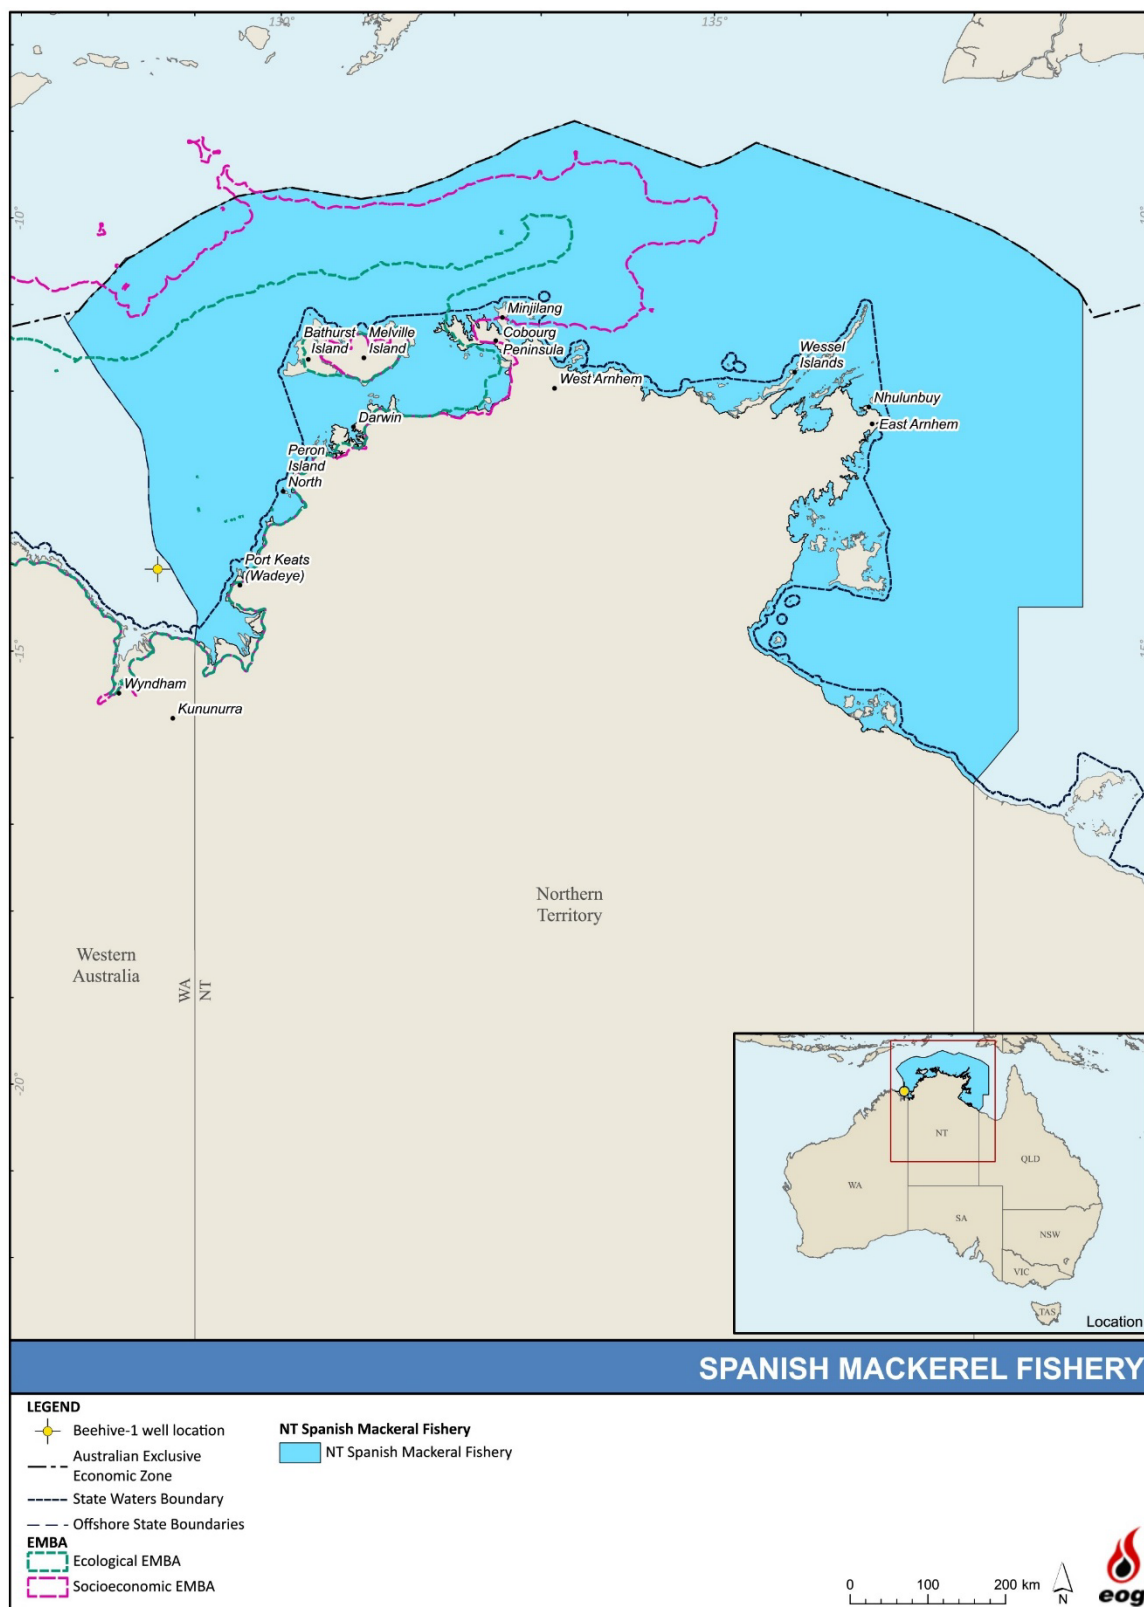 130°
135°
-10°
Minjilang
Bathurst
Island
Melville
Island
Cobourg
Peninsula
Wessel
Islands
West Arnhem
Nhulunbuy
Darwin
East Arnhem
Peron
Island
North
Port Keats
(Wadeye)
-15°
Wyndham
Kununurra
Northern
Territory
Western
Australia
WA
NT
-20°
NT
QLD
WA
SA
NSW
VIC
TAS
Location
SPANISH MACKEREL FISHERY
LEGEND
Beehive-1 well location
Australian Exclusive
Economic Zone
State Waters Boundary
Offshore State Boundaries
EMBA
Ecological EMBA
Socioeconomic EMBA
NT Spanish Mackeral Fishery
NT Spanish Mackeral Fishery
0 100 200 km
N
eog